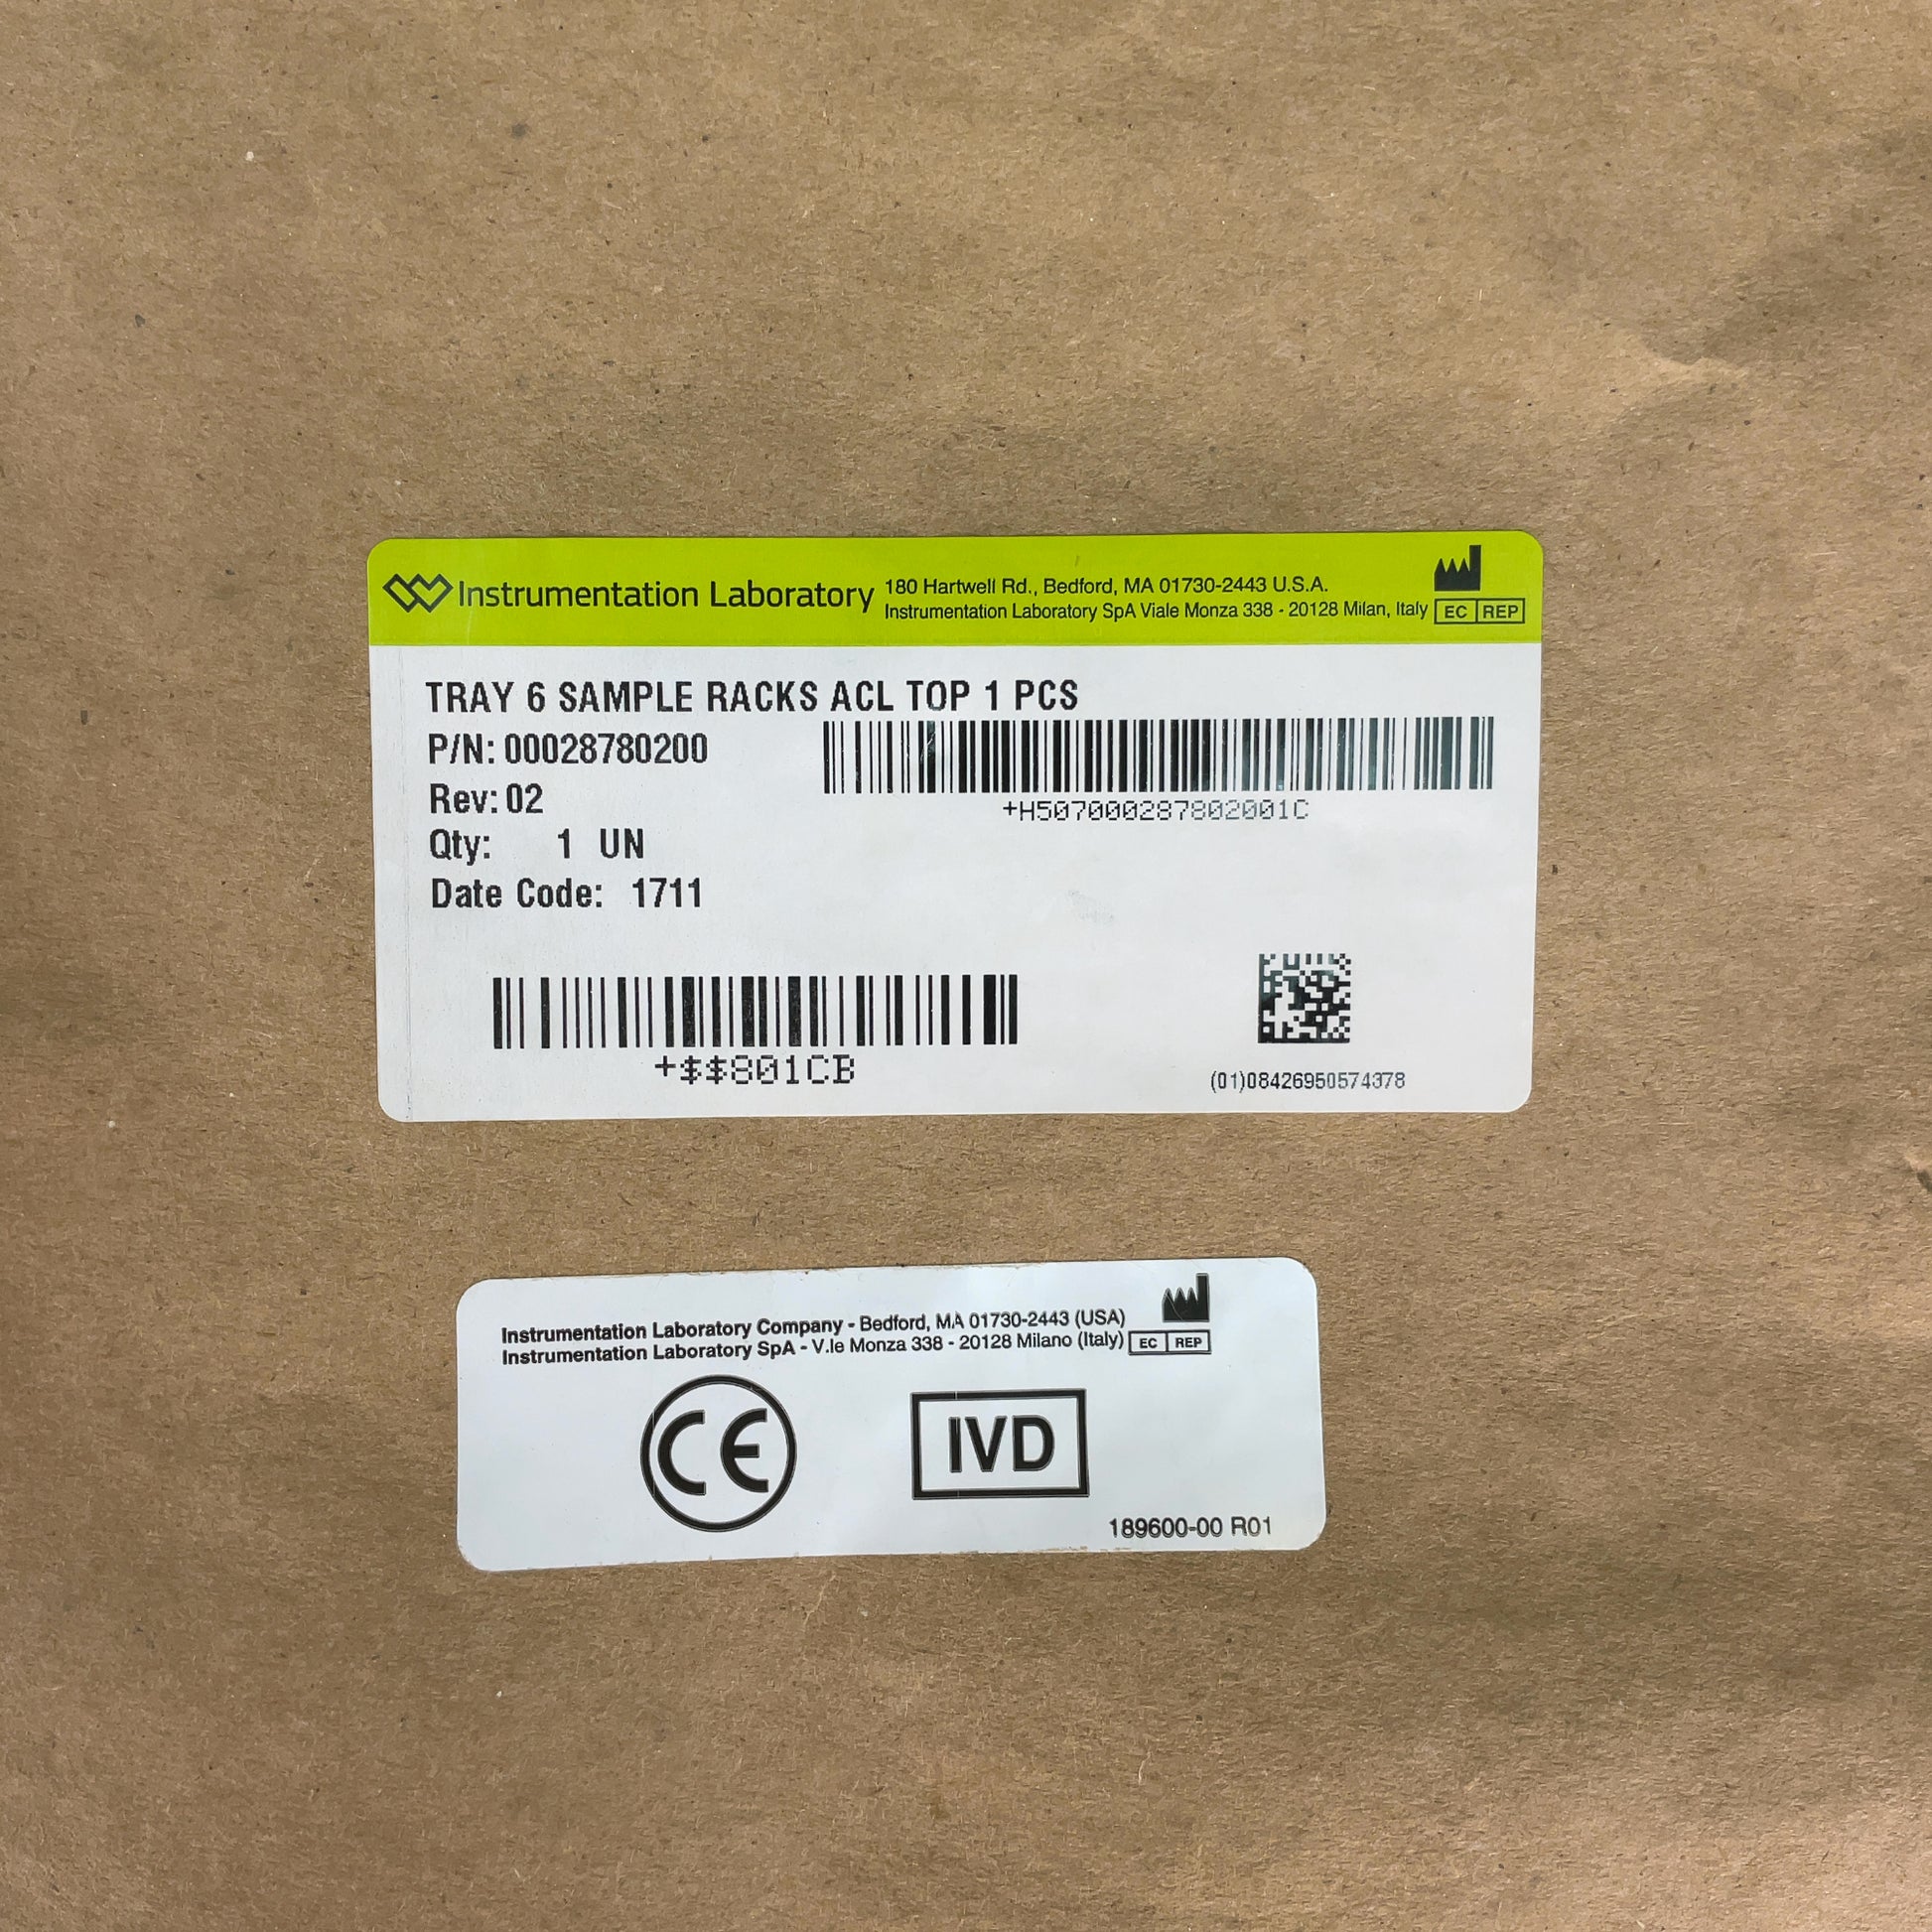 Instrumentation Laboratory
180 Hartwell Rd., Bedford, MA 01730-2443 U.S.A.
Instrumentation Laboratory SpA Viale Monza 338 - 20128 Milan, Italy EC REP
TRAY 6 SAMPLE RACKS ACL TOP 1 PCS
P/N: 00028780200
+H507000287802001C
Rev: 02
Qty: 1 UN
Date Code: 1711
+$$801CB
(01)08426950574378
Instrumentation Laboratory Company - Bedford, MA 01730-2443 (USA)
Instrumentation Laboratory SpA - V.le Monza 338 - 20128 Milano (Italy) EC REP
CE
IVD
189600-00 R01